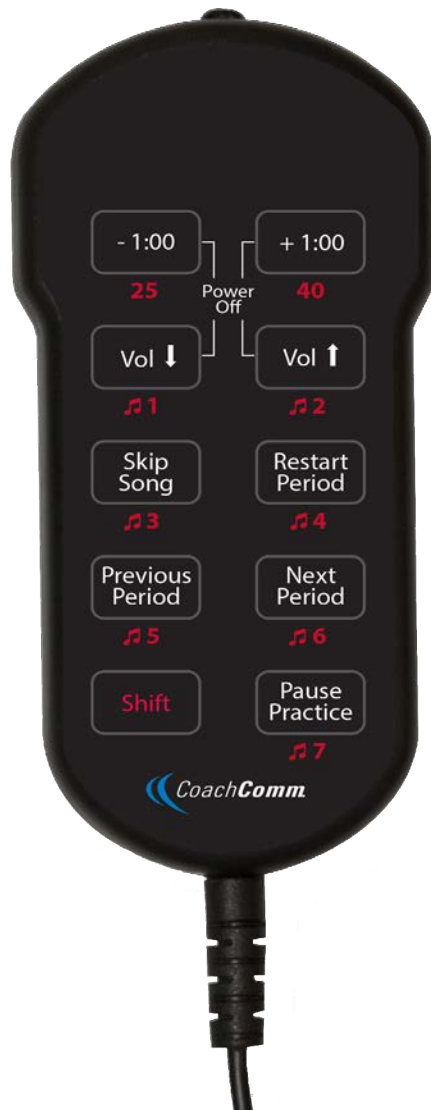 - 1:00 + 1:00
25 Power 40
Off
Vol ⬇ Vol ⬆
♫ 1 ♫ 2
Skip Restart
Song Period
♫ 3 ♫ 4
Previous Next
Period Period
♫ 5 ♫ 6
Shift Pause
Practice
♫ 7
CoachComm